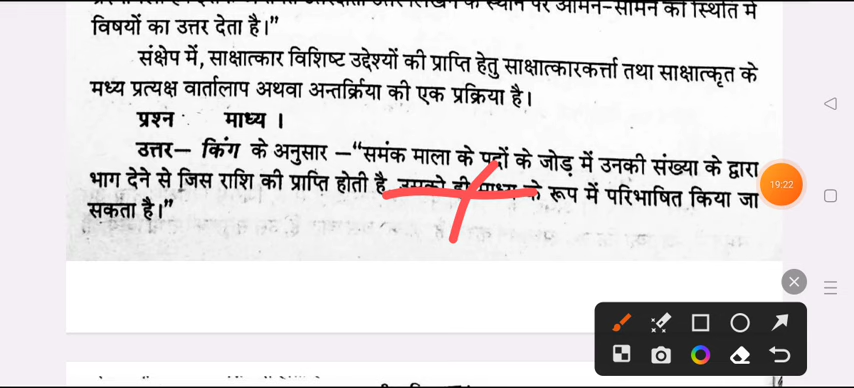 विषयों का उत्तर देता है।"
संक्षेप में, साक्षात्कार विशिष्ट उद्देश्यों की प्राप्ति हेतु साक्षात्कारकर्त्ता तथा साक्षात्कृत के
मध्य प्रत्यक्ष वार्तालाप अथवा अन्तर्क्रिया की एक प्रक्रिया है।
प्रश्न माध्य ।
उत्तर– किंग के अनुसार –"समंक माला के पदों के जोड़ में उनकी संख्या के द्वारा
भाग देने से जिस राशि की प्राप्ति होती है के रूप में परिभाषित किया जा
सकता है।"
19:22